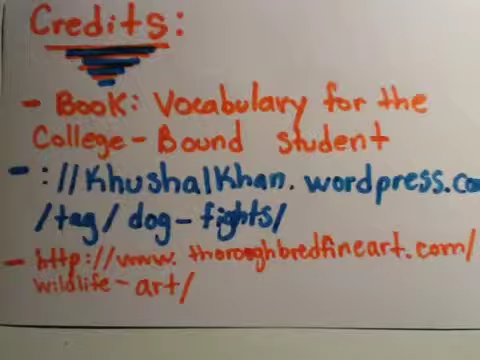 Credits:
- Book: Vocabulary for the
College-Bound student
- ://Khushalkhan.wordpress.co
/tag/dog-fights/
- http://www.thoroughbredfineart.com/
wildlife-art/